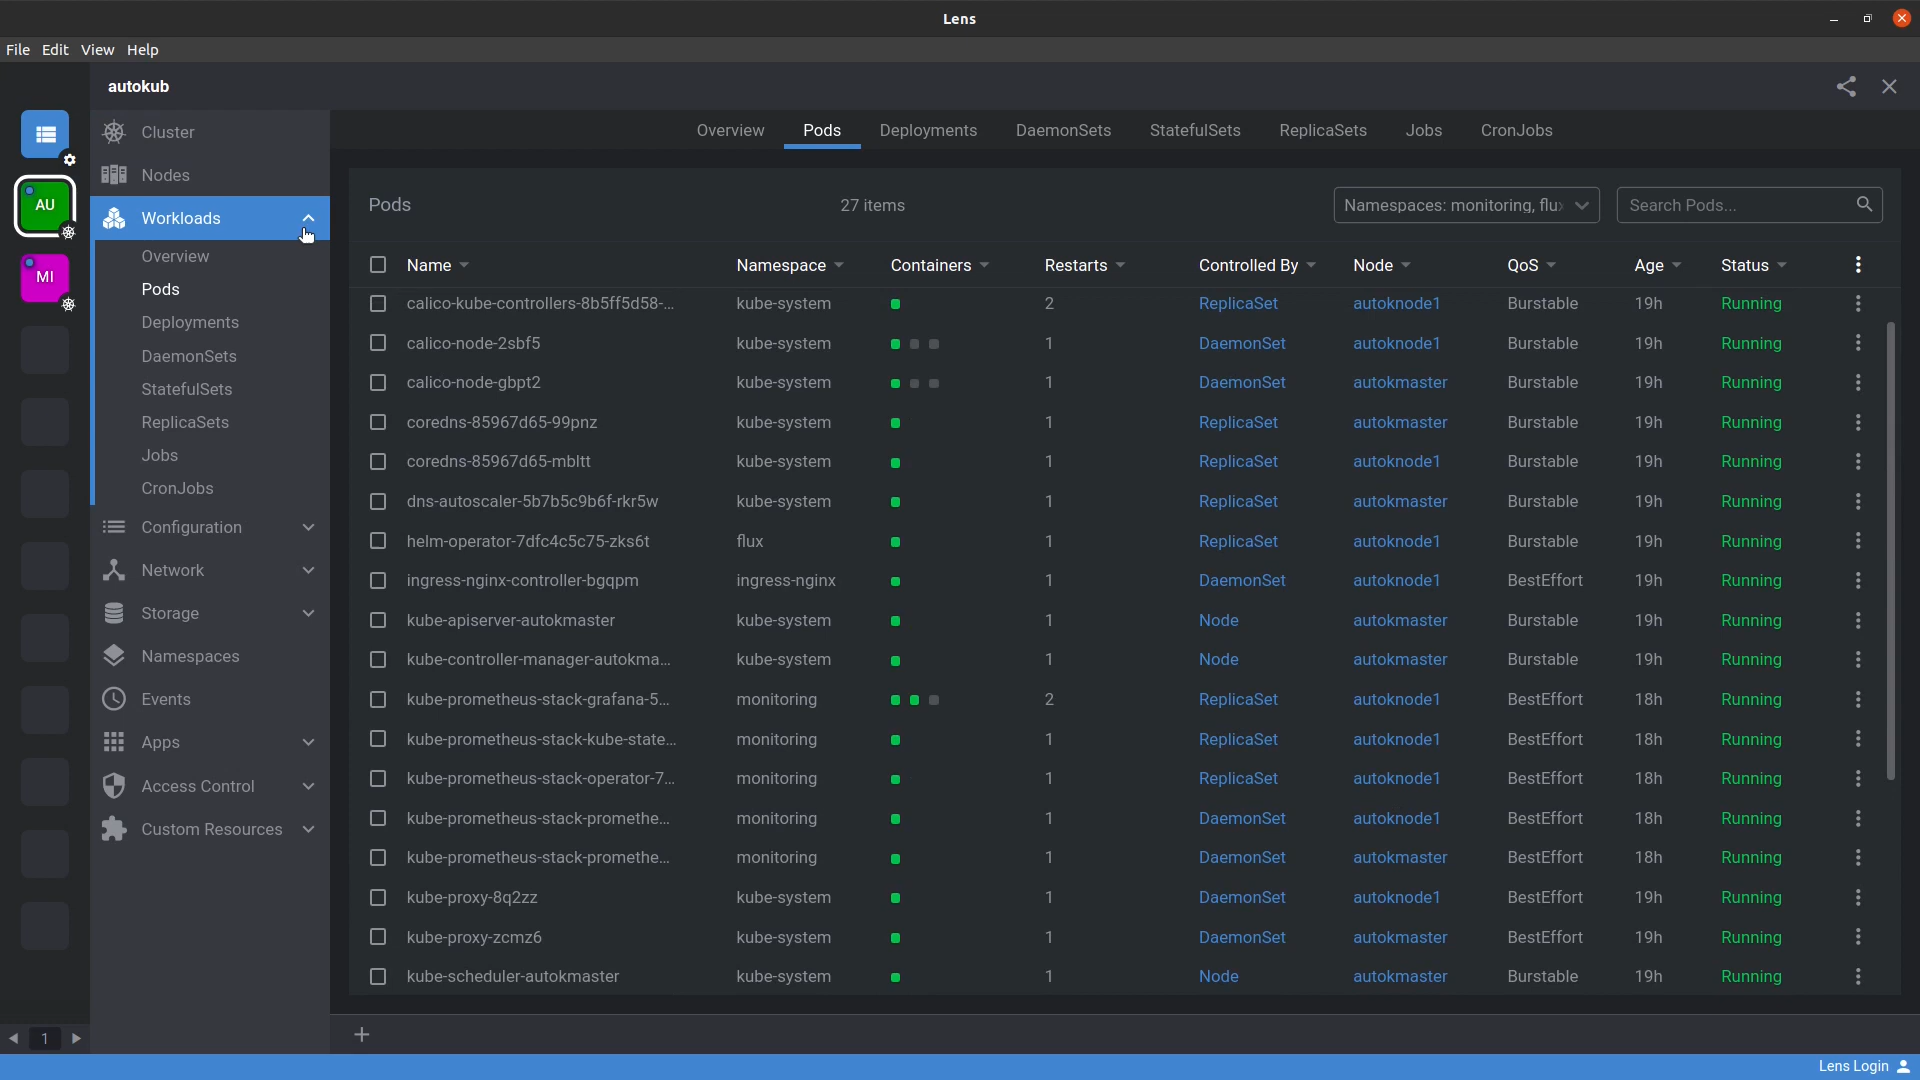 Lens
File Edit View Help
autokub
AU
MI
Cluster
Nodes
Workloads
Overview
Pods
Deployments
DaemonSets
StatefulSets
ReplicaSets
Jobs
CronJobs
Configuration
Network
Storage
Namespaces
Events
Apps
Access Control
Custom Resources
Overview Pods Deployments DaemonSets StatefulSets ReplicaSets Jobs CronJobs
Pods 27 items Namespaces: monitoring, flux Search Pods...
Name Namespace Containers Restarts Controlled By Node QoS Age Status
calico-kube-controllers-8b5ff5d58-... kube-system 2 ReplicaSet autoknode1 Burstable 19h Running
calico-node-2sbf5 kube-system 1 DaemonSet autoknode1 Burstable 19h Running
calico-node-gbpt2 kube-system 1 DaemonSet autokmaster Burstable 19h Running
coredns-85967d65-99pnz kube-system 1 ReplicaSet autokmaster Burstable 19h Running
coredns-85967d65-mbltt kube-system 1 ReplicaSet autoknode1 Burstable 19h Running
dns-autoscaler-5b7b5c9b6f-rkr5w kube-system 1 ReplicaSet autokmaster Burstable 19h Running
helm-operator-7dfc4c5c75-zks6t flux 1 ReplicaSet autoknode1 Burstable 19h Running
ingress-nginx-controller-bgqpm ingress-nginx 1 DaemonSet autoknode1 BestEffort 19h Running
kube-apiserver-autokmaster kube-system 1 Node autokmaster Burstable 19h Running
kube-controller-manager-autokma... kube-system 1 Node autokmaster Burstable 19h Running
kube-prometheus-stack-grafana-5... monitoring 2 ReplicaSet autoknode1 BestEffort 18h Running
kube-prometheus-stack-kube-state... monitoring 1 ReplicaSet autoknode1 BestEffort 18h Running
kube-prometheus-stack-operator-7... monitoring 1 ReplicaSet autoknode1 BestEffort 18h Running
kube-prometheus-stack-promethe... monitoring 1 DaemonSet autoknode1 BestEffort 18h Running
kube-prometheus-stack-promethe... monitoring 1 DaemonSet autokmaster BestEffort 18h Running
kube-proxy-8q2zz kube-system 1 DaemonSet autoknode1 BestEffort 19h Running
kube-proxy-zcmz6 kube-system 1 DaemonSet autokmaster BestEffort 19h Running
kube-scheduler-autokmaster kube-system 1 Node autokmaster Burstable 19h Running
1
Lens Login